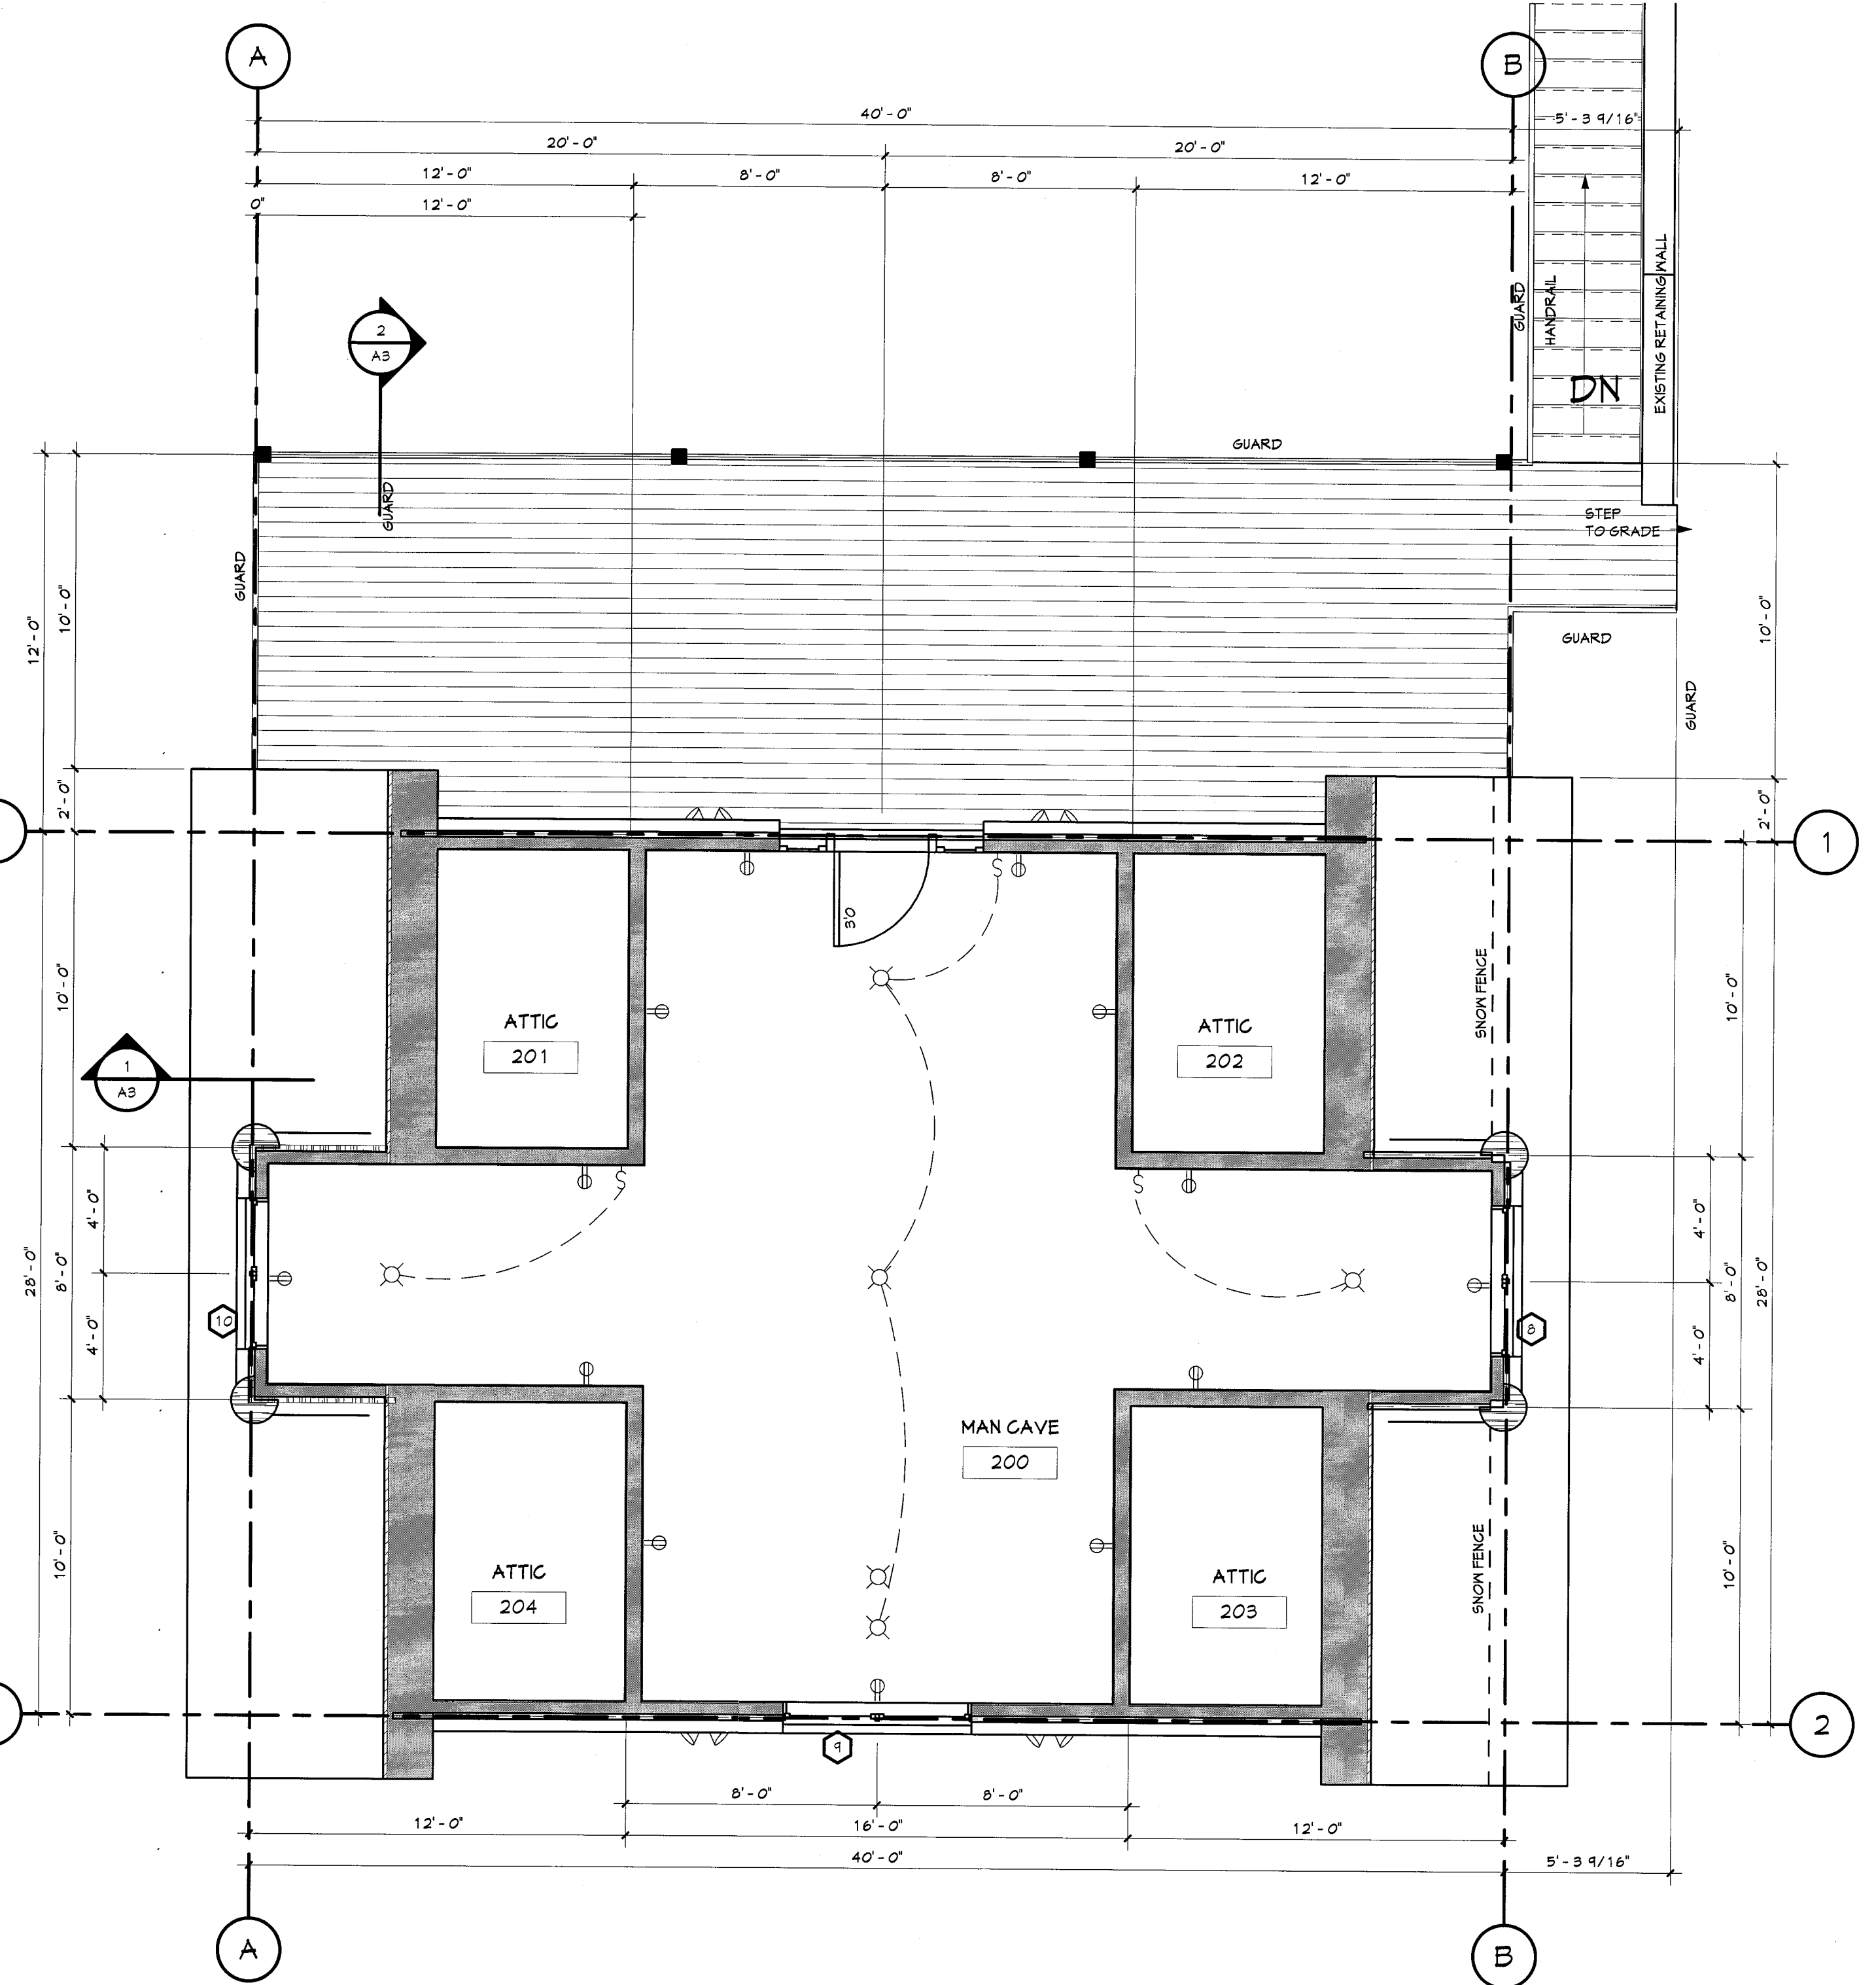 A
B
40'-0"
5'-3 9/16"
20'-0"
20'-0"
12'-0"
8'-0"
8'-0"
12'-0"
0"
12'-0"
2
A3
GUARD
HANDRAIL
EXISTING RETAINING WALL
DN
GUARD
GUARD
GUARD
STEP
TO GRADE
GUARD
GUARD
12'-0"
10'-0"
10'-0"
2'-0"
2'-0"
1
3'0
S
10'-0"
ATTIC
201
ATTIC
202
SNOW FENCE
10'-0"
1
A3
S
S
4'-0"
4'-0"
28'-0"
8'-0"
8'-0"
28'-0"
4'-0"
4'-0"
10
8
MAN CAVE
200
10'-0"
ATTIC
204
ATTIC
203
SNOW FENCE
10'-0"
2
9
8'-0"
8'-0"
12'-0"
16'-0"
12'-0"
40'-0"
5'-3 9/16"
A
B